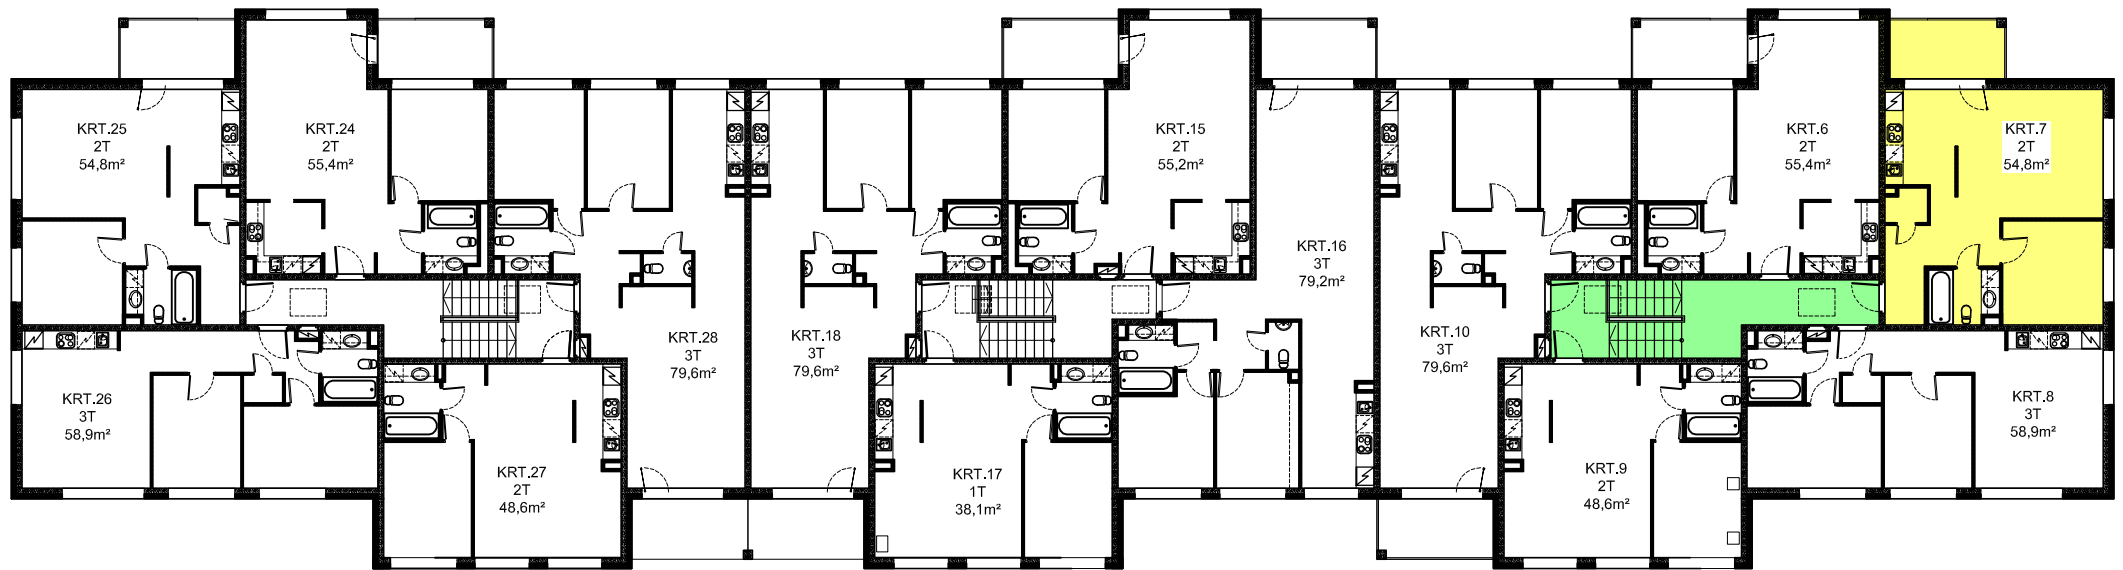 KRT.25
2T
54,8m²
KRT.24
2T
55,4m²
KRT.15
2T
55,2m²
KRT.6
2T
55,4m²
KRT.7
2T
54,8m²
KRT.16
3T
79,2m²
KRT.28
3T
79,6m²
KRT.18
3T
79,6m²
KRT.10
3T
79,6m²
KRT.26
3T
58,9m²
KRT.8
3T
58,9m²
KRT.27
2T
48,6m²
KRT.17
1T
38,1m²
KRT.9
2T
48,6m²